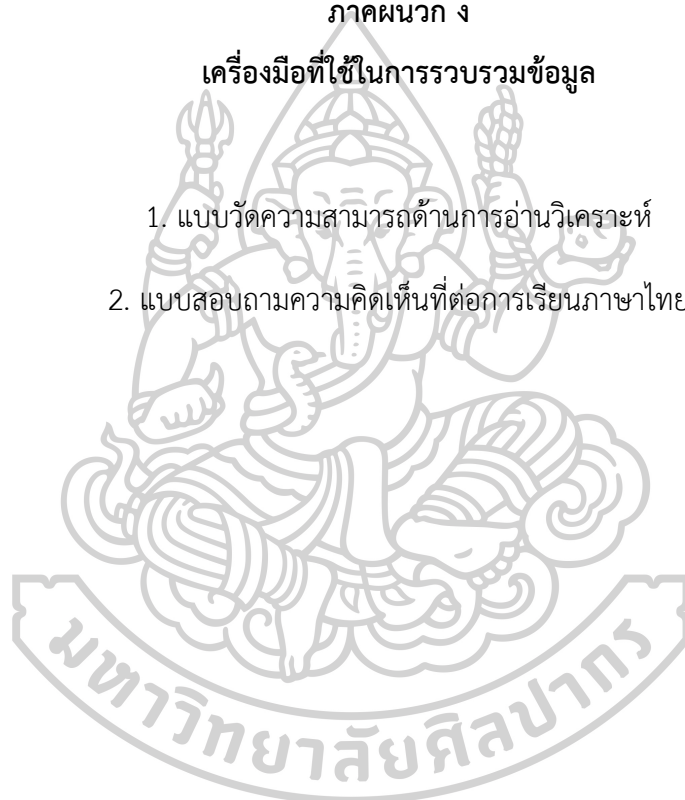 ภาคผนวก ง
เครื่องมือที่ใช้ในการรวบรวมข้อมูล
1. แบบวัดความสามารถด้านการอ่านวิเคราะห์
2. แบบสอบถามความคิดเห็นที่ต่อการเรียนภาษาไทย
มหาวิทยาลัยศิลปากร